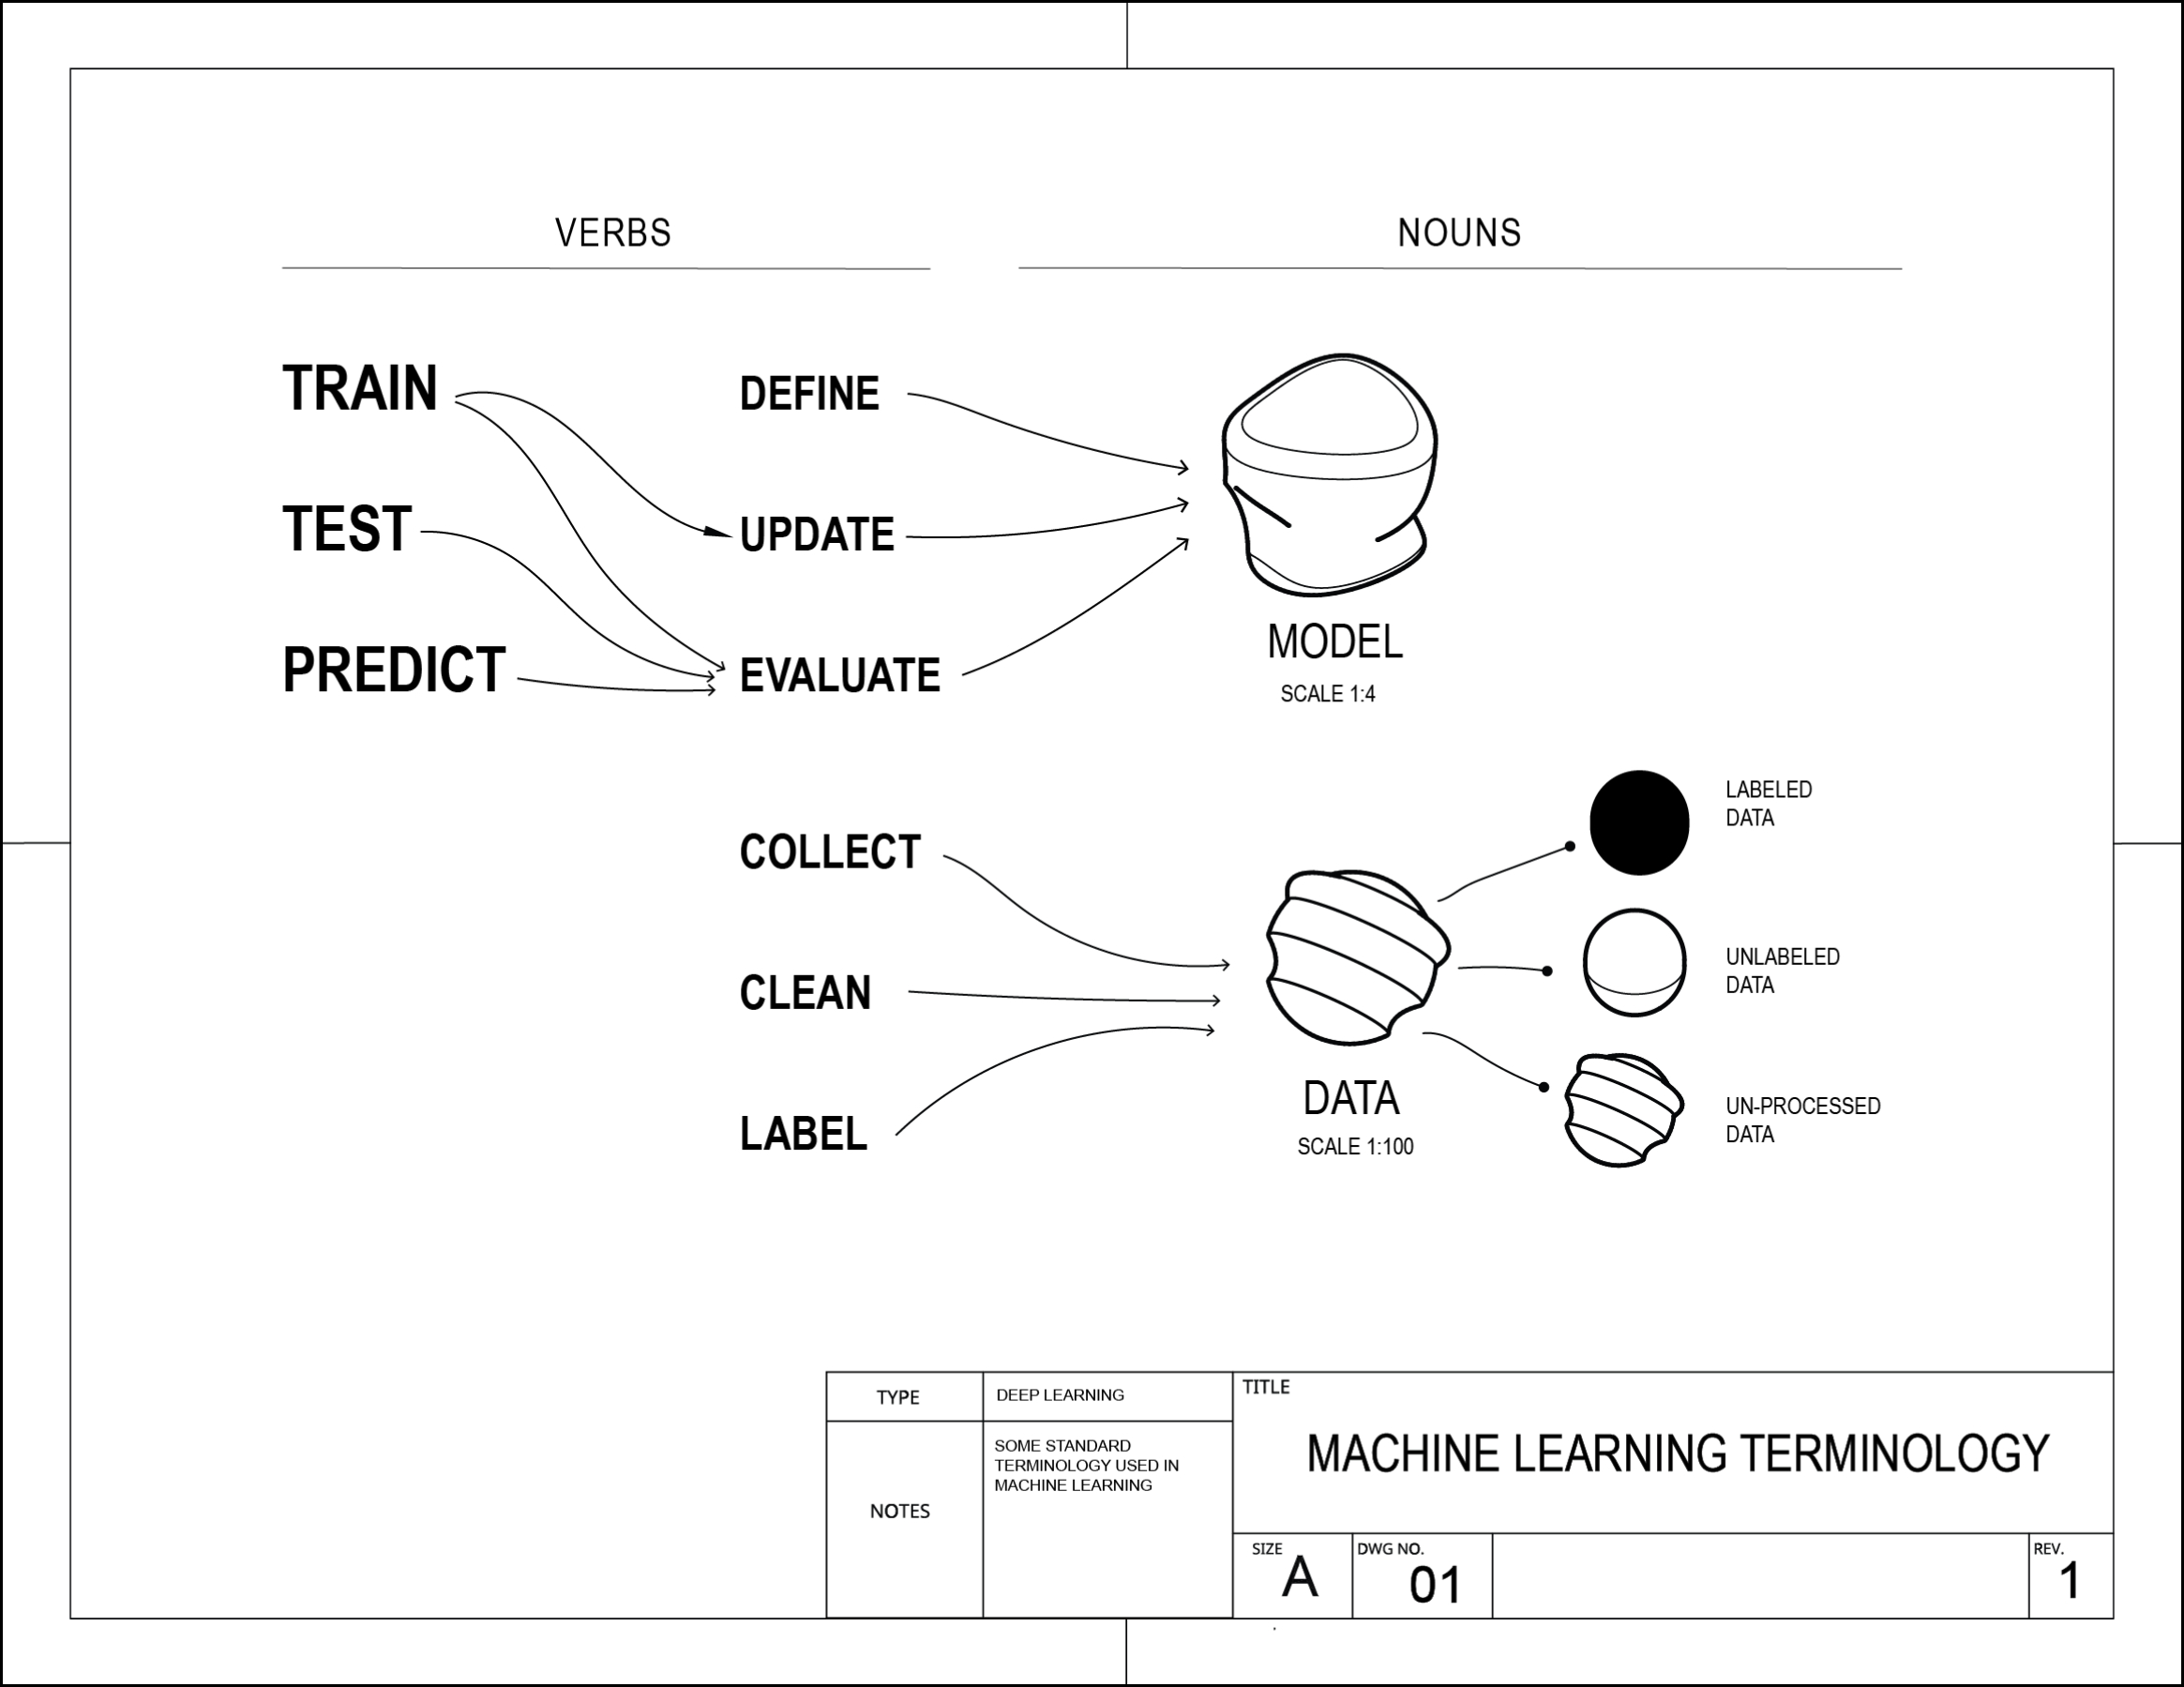 VERBS
NOUNS
TRAIN
DEFINE
TEST
UPDATE
PREDICT
EVALUATE
MODEL
SCALE 1:4
COLLECT
CLEAN
LABEL
DATA
SCALE 1:100
LABELED
DATA
UNLABELED
DATA
UN-PROCESSED
DATA
TYPE
DEEP LEARNING
NOTES
SOME STANDARD
TERMINOLOGY USED IN
MACHINE LEARNING
TITLE
MACHINE LEARNING TERMINOLOGY
SIZE
A
DWG NO.
01
REV.
1